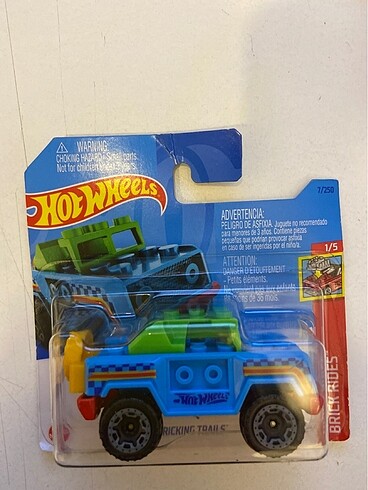 WARNING:
CHOKING HAZARD - Small parts.
Not for children under 3 years.
HOT WHEELS
7/250
ADVERTENCIA:
PELIGRO DE ASFIXIA. Juguete no recomendado
para menores de 3 años. Contiene piezas
pequeñas que podrían provocar asfixia
en caso de ser ingeridas por el niño/a.
1/5
ATTENTION:
DANGER D'ÉTOUFFEMENT
- Petits éléments.
de moins de 36 mois.
BRICK RIDES
HOT WHEELS
RICKING TRAILS